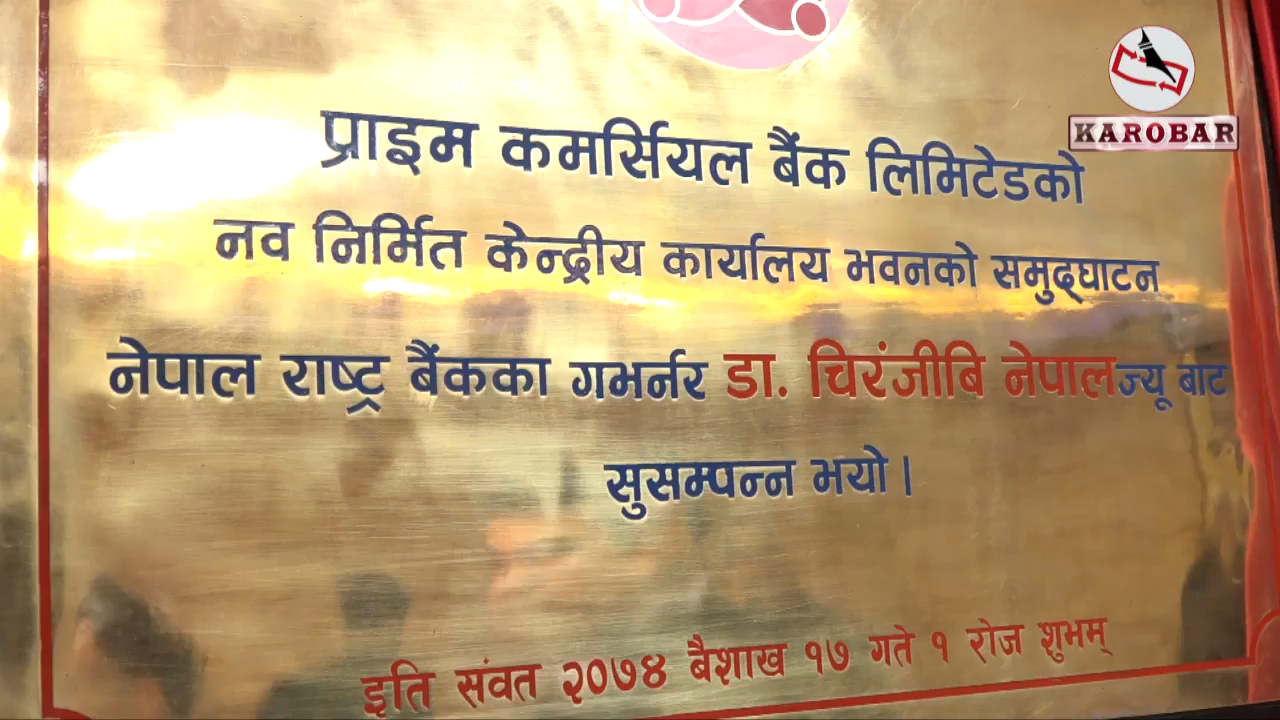 KAROBAR
प्राइम कमर्सियल बैंक लिमिटेडको
नव निर्मित केन्द्रीय कार्यालय भवनको समुद्घाटन
नेपाल राष्ट्र बैंकका गभर्नर डा. चिरंजीबि नेपालज्यू बाट
सुसम्पन्न भयो।
इति संवत २०७४ बैशाख १७ गते १ रोज शुभम्